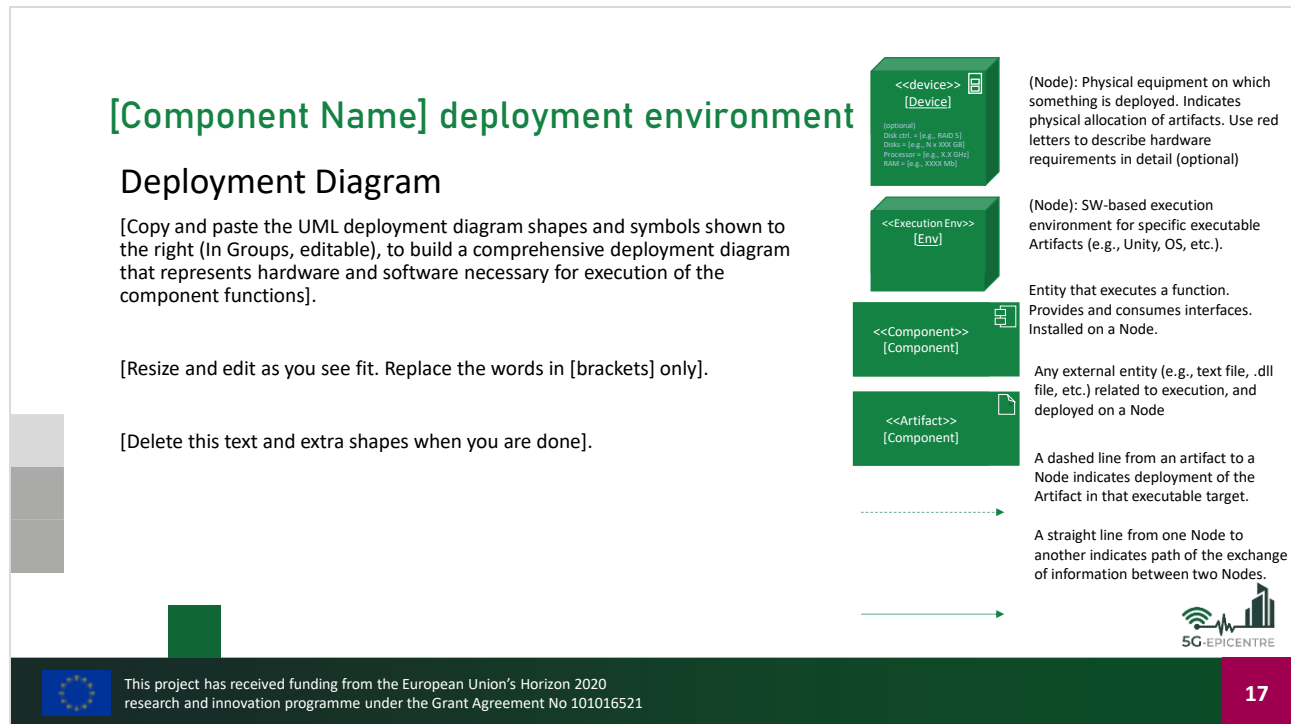 [Component Name] deployment environment
Deployment Diagram
[Copy and paste the UML deployment diagram shapes and symbols shown to
the right (In Groups, editable), to build a comprehensive deployment diagram
that represents hardware and software necessary for execution of the
component functions].
[Resize and edit as you see fit. Replace the words in [brackets] only].
[Delete this text and extra shapes when you are done].
<<device>>
[Device]
(optional)
Disk ctrl. = [e.g., RAID 5]
Disks = [e.g., N x XXX GB]
Processor = [e.g., X.X GHz]
RAM = [e.g., XXXX Mb]
(Node): Physical equipment on which
something is deployed. Indicates
physical allocation of artifacts. Use red
letters to describe hardware
requirements in detail (optional)
<<Execution Env>>
[Env]
(Node): SW-based execution
environment for specific executable
Artifacts (e.g., Unity, OS, etc.).
<<Component>>
[Component]
Entity that executes a function.
Provides and consumes interfaces.
Installed on a Node.
<<Artifact>>
[Component]
Any external entity (e.g., text file, .dll
file, etc.) related to execution, and
deployed on a Node
A dashed line from an artifact to a
Node indicates deployment of the
Artifact in that executable target.
A straight line from one Node to
another indicates path of the exchange
of information between two Nodes.
5G-EPICENTRE
This project has received funding from the European Union's Horizon 2020
research and innovation programme under the Grant Agreement No 101016521
17